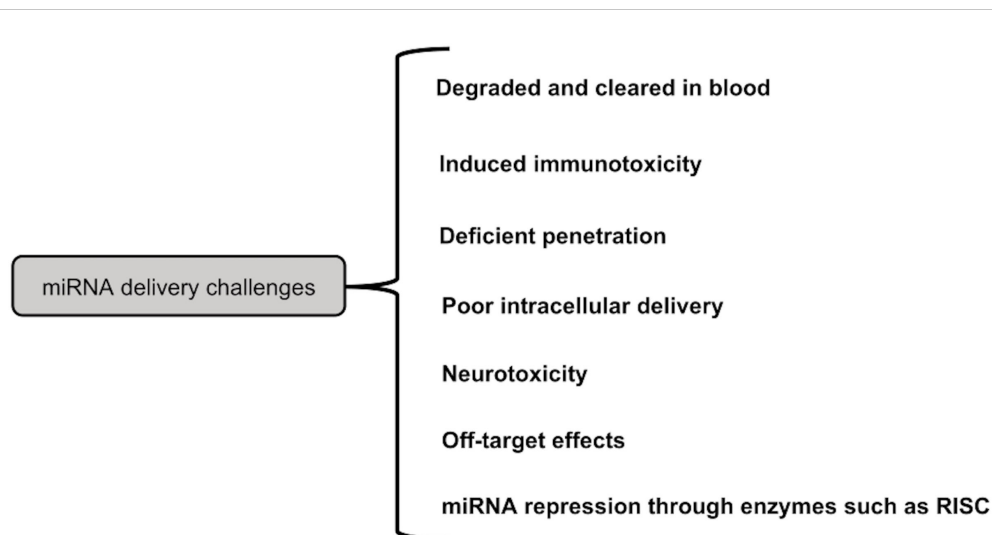 Degraded and cleared in blood
Induced immunotoxicity
Deficient penetration
miRNA delivery challenges
Poor intracellular delivery
Neurotoxicity
Off-target effects
miRNA repression through enzymes such as RISC